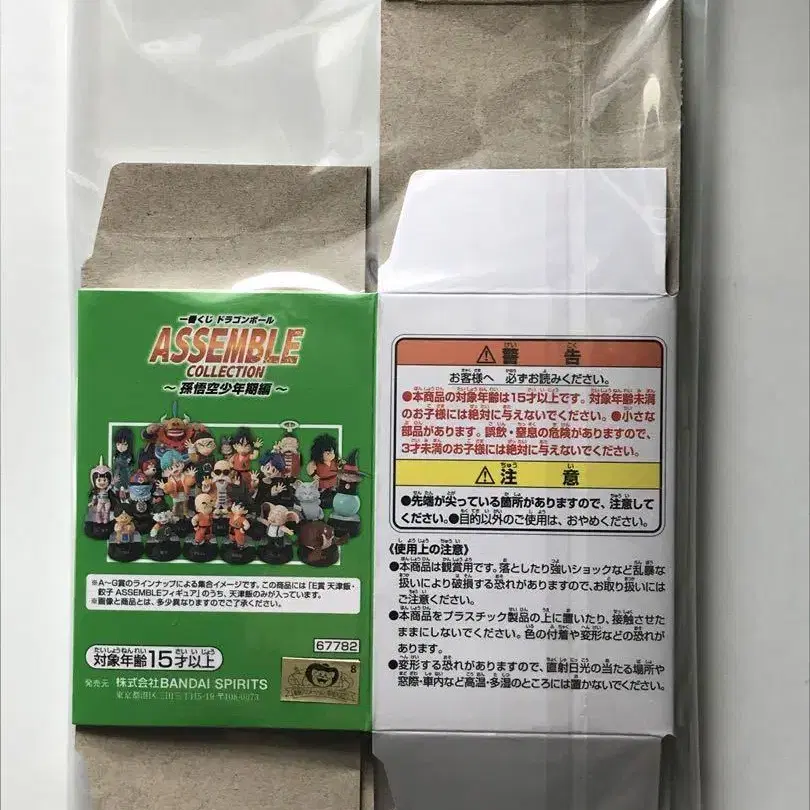 一番くじ ドラゴンボール
ASSEMBLE
COLLECTION
～ 孫悟空少年期編 ～
※A～G賞のラインナップによる集合イメージです。この商品には「E賞 天津飯・
餃子 ASSEMBLEフィギュア」のうち、天津飯のみが入っています。
※画像と商品とは、多少異なりますのでご了承ください。
67782
対象年齢15才以上
発売元 株式会社BANDAI SPIRITS
8
⚠警告
お客様へ 必ずお読みください。
●本商品の対象年齢は15才以上です。対象年齢未満
のお子様には絶対に与えないでください。●小さな
部品があります。誤飲・窒息の危険がありますので、
3才未満のお子様には絶対に与えないでください。
⚠注意
●先端が尖っている箇所がありますので、注意して
ください。●目的以外のご使用は、おやめください。
《使用上の注意》
●本商品は観賞用です。落としたり強いショックなど乱暴な
扱いにより破損する恐れがありますので、お取り扱いには
ご注意ください。
●本商品をプラスチック製品の上に置いたり、接触させた
ままにしないでください。色の付着や変形などの恐れが
あります。
●変形する恐れがありますので、直射日光の当たる場所や
窓際・車内など高温・多湿のところには置かないでください。